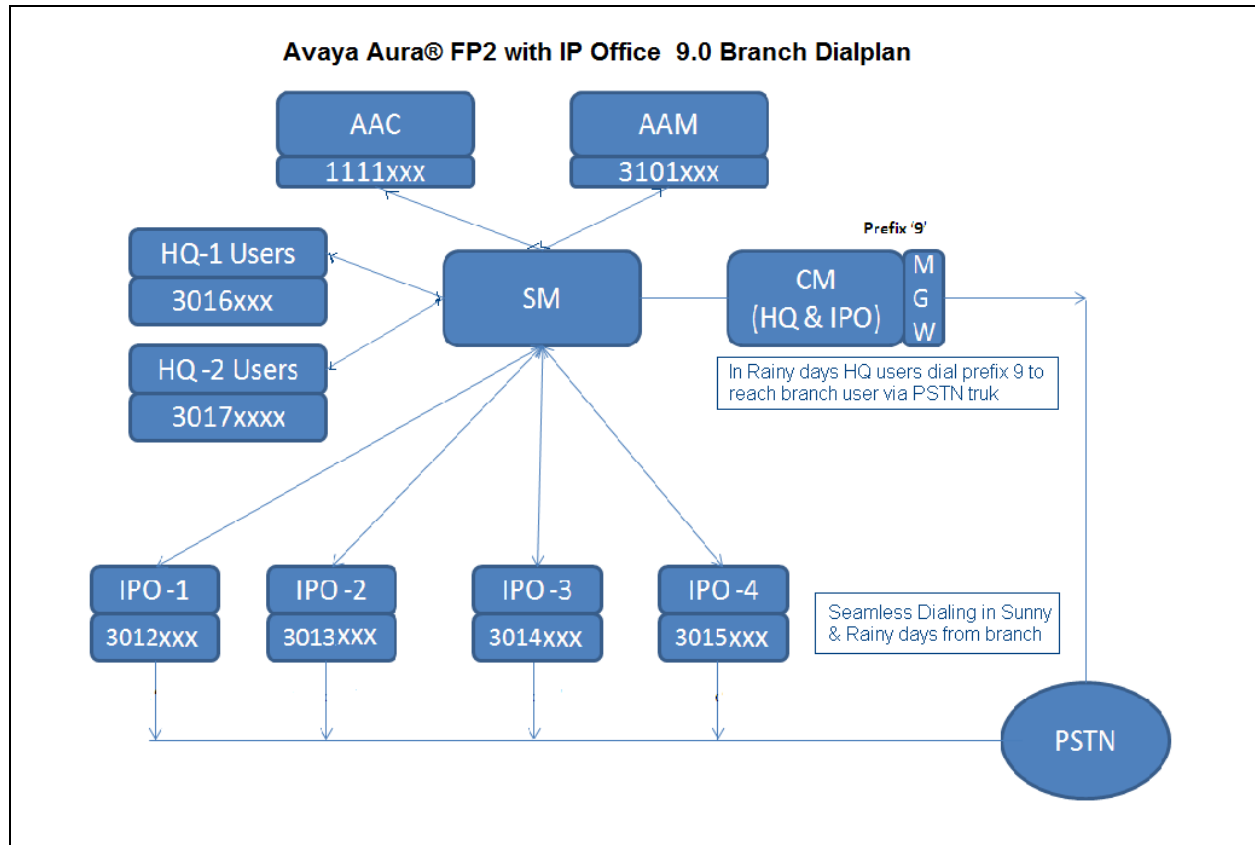 Avaya Aura® FP2 with IP Office 9.0 Branch Dialplan
AAC
1111xxx
AAM
3101xxx
HQ-1 Users
3016xxx
HQ -2 Users
3017xxxx
SM
Prefix '9'
CM
(HQ & IPO)
M
G
W
In Rainy days HQ users dial prefix 9 to
reach branch user via PSTN truk
IPO -1
3012xxx
IPO -2
3013xxx
IPO -3
3014xxx
IPO -4
3015xxx
Seamless Dialing in Sunny
& Rainy days from branch
PSTN